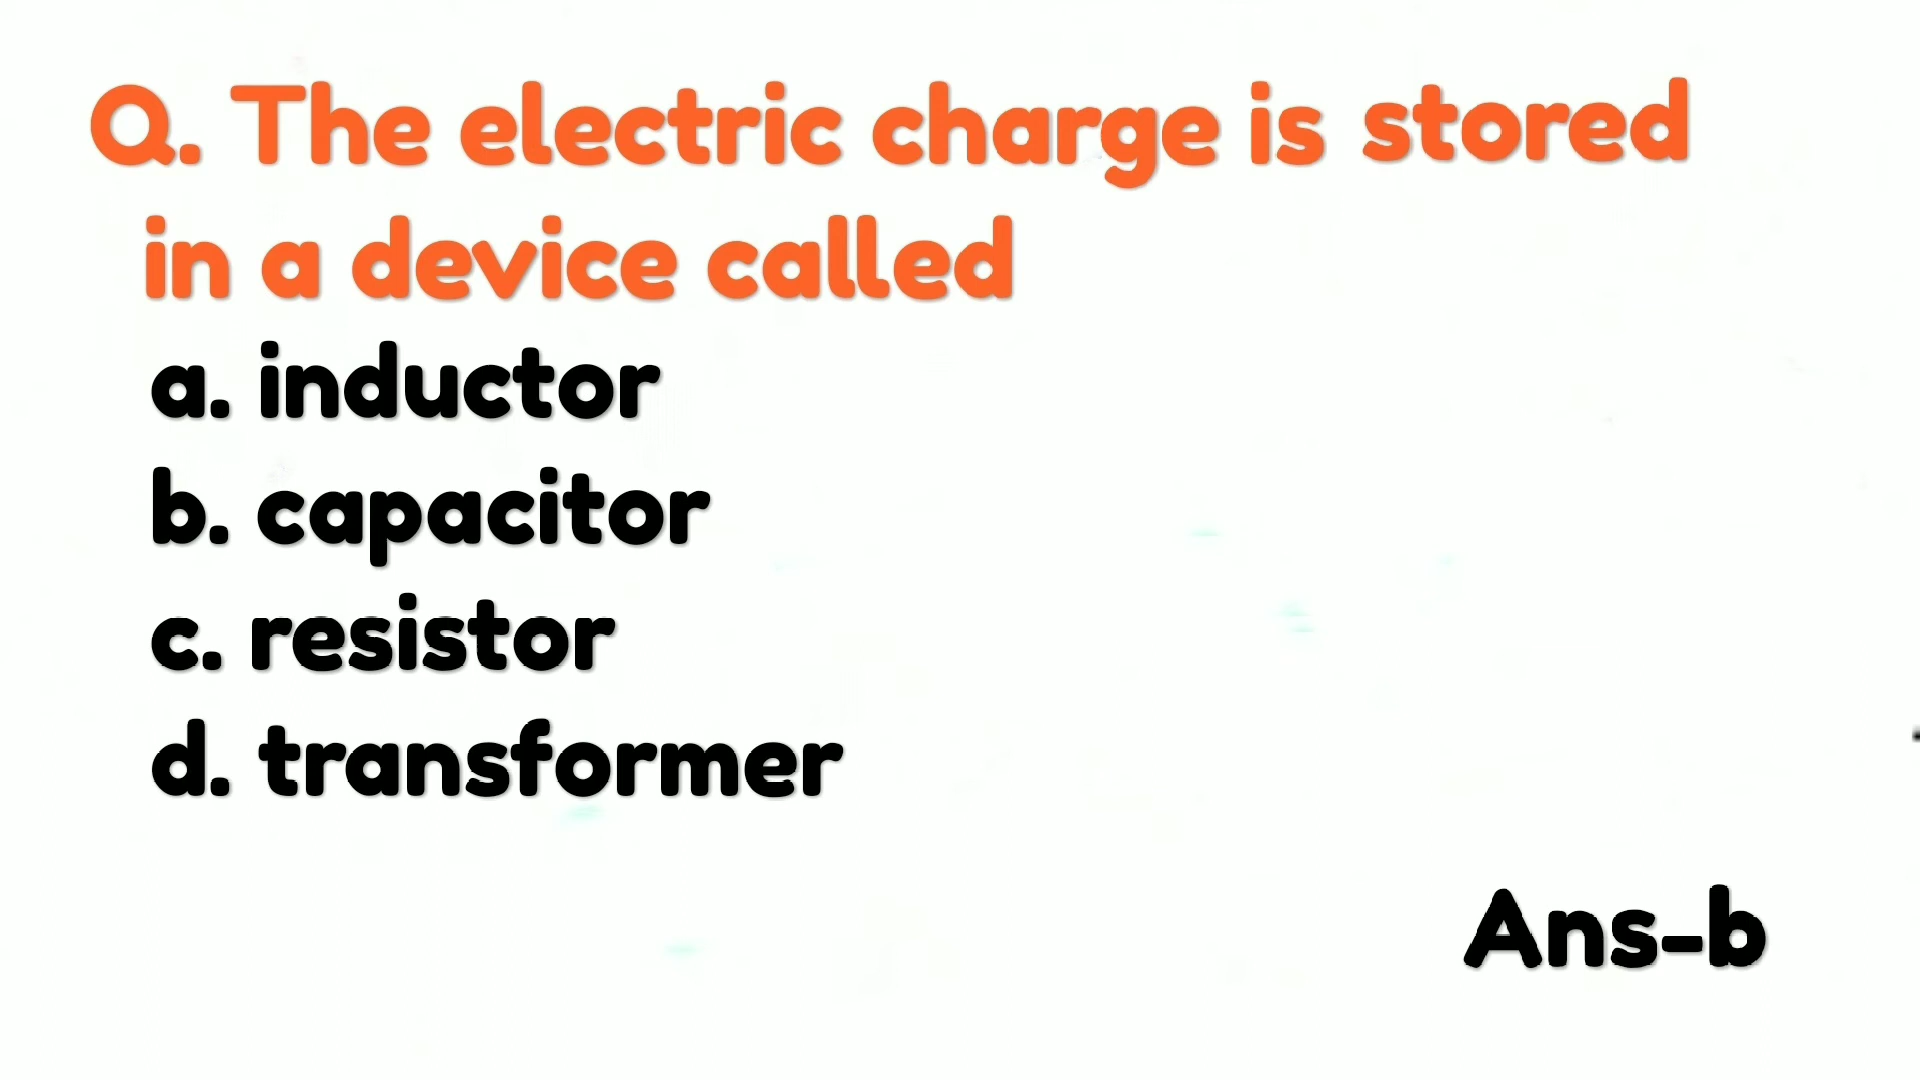 Q. The electric charge is stored
in a device called
a. inductor
b. capacitor
c. resistor
d. transformer
Ans-b